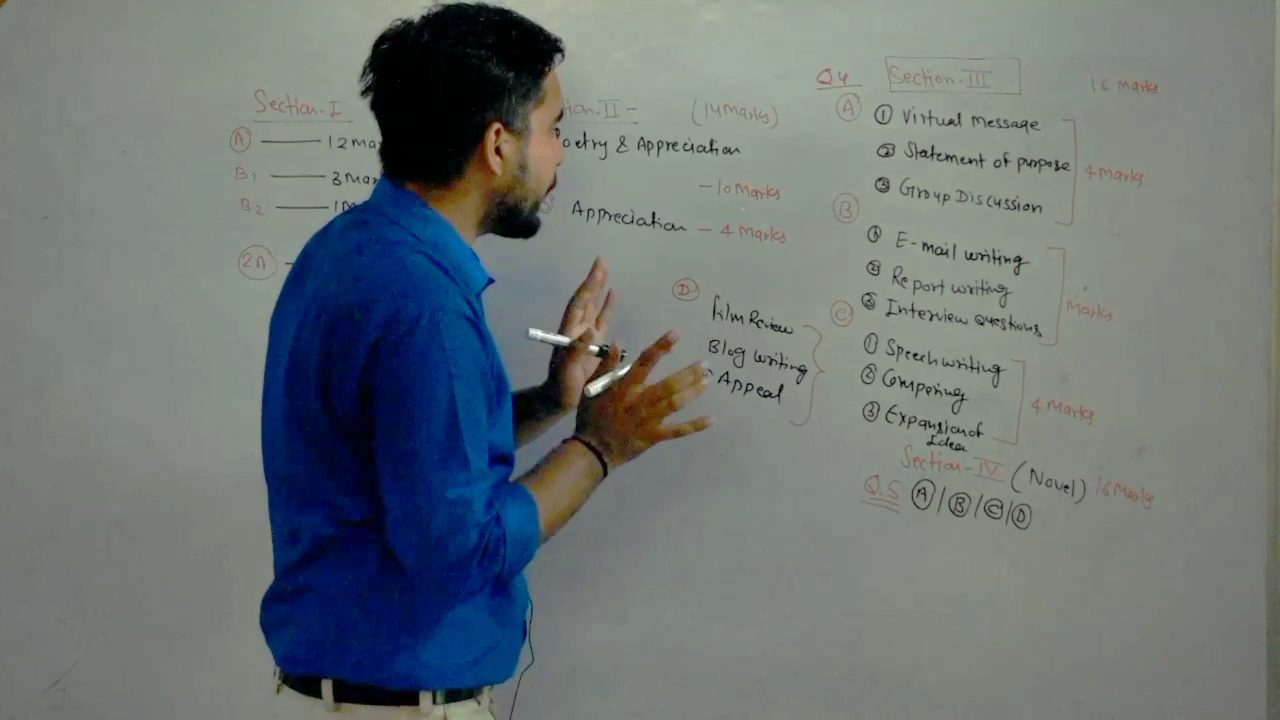 Section-I
A 12 Mar
B1 3 Mar
B2 1M
2A
tion-II - (14 Marks)
oetry & Appreciation
-10 Marks
Appreciation - 4 Marks
D
Film Review
Blog writing
Appeal
Q4 Section-III 16 Marks
A
1 Virtual Message
2 Statement of purpose
3 Group Discussion
4 Marks
B
1 E-mail writing
2 Report writing
3 Interview Questions
Marks
C
1 Speech writing
2 Compering
3 Expansion of Idea
4 Marks
Section-IV (Novel) 16 Marks
Q.5 A/B/C/D